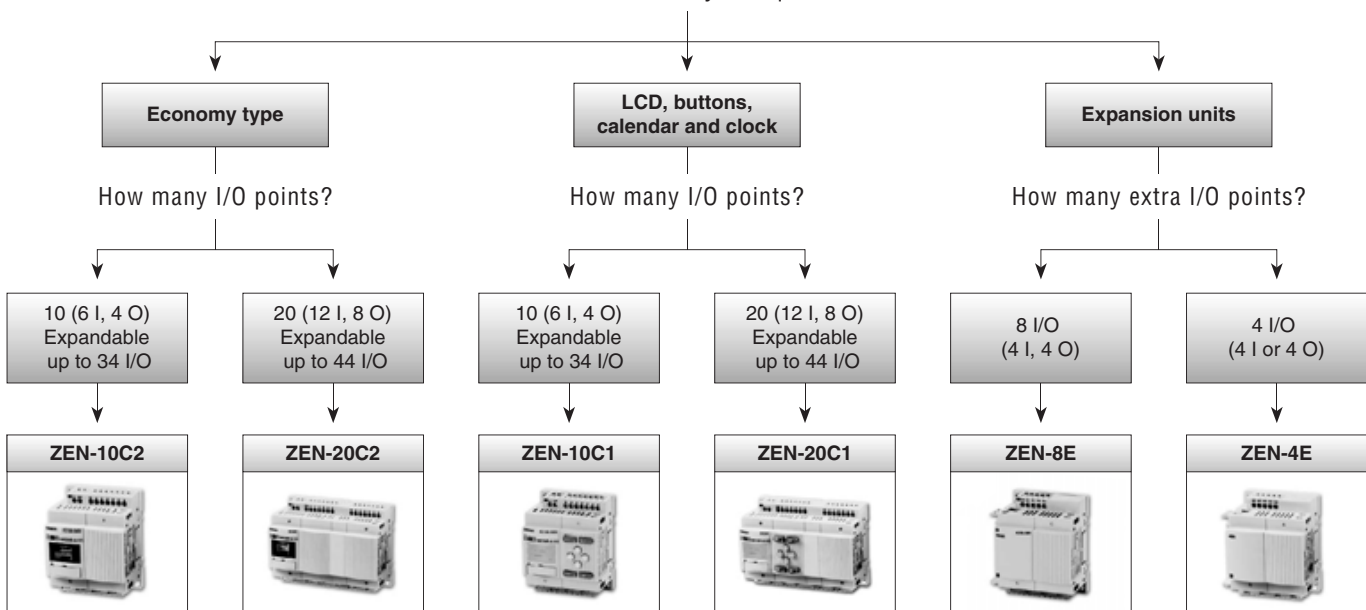 Economy type
LCD, buttons,
calendar and clock
Expansion units
How many I/O points?
How many I/O points?
How many extra I/O points?
10 (6 I, 4 O)
Expandable
up to 34 I/O
20 (12 I, 8 O)
Expandable
up to 44 I/O
10 (6 I, 4 O)
Expandable
up to 34 I/O
20 (12 I, 8 O)
Expandable
up to 44 I/O
8 I/O
(4 I, 4 O)
4 I/O
(4 I or 4 O)
ZEN-10C2
ZEN-20C2
ZEN-10C1
ZEN-20C1
ZEN-8E
ZEN-4E